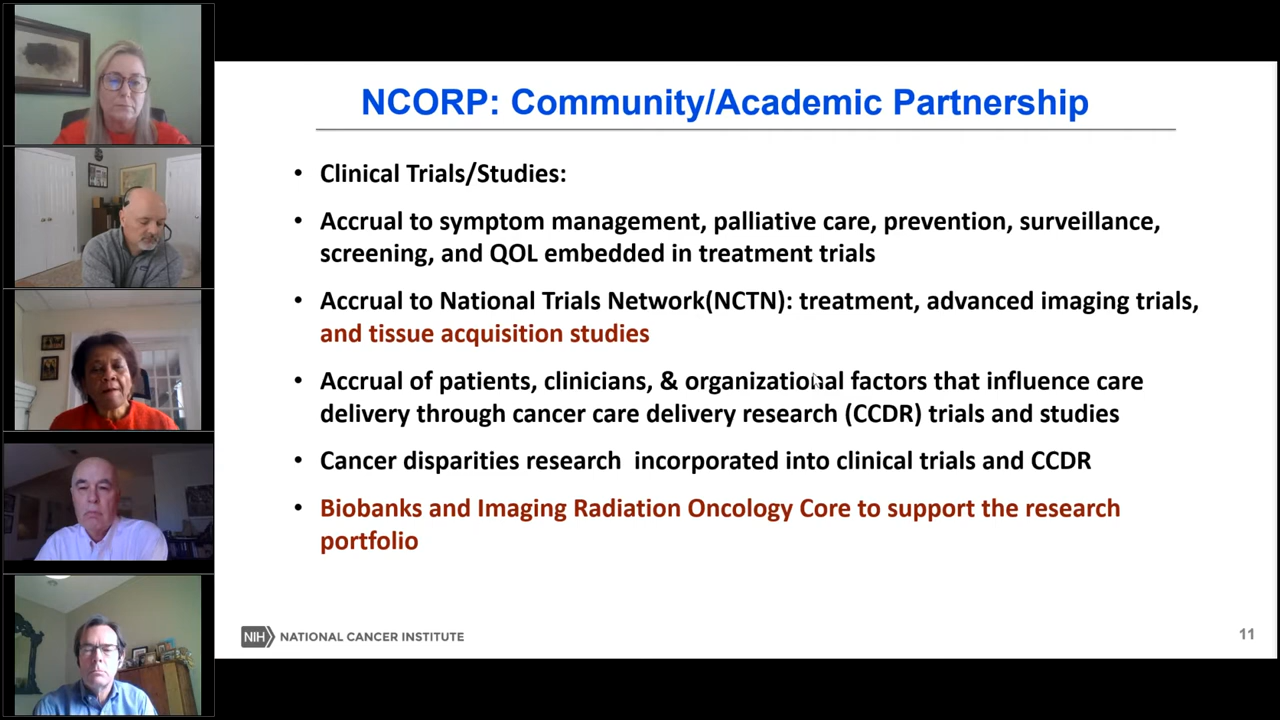 NCORP: Community/Academic Partnership
• Clinical Trials/Studies:
• Accrual to symptom management, palliative care, prevention, surveillance,
screening, and QOL embedded in treatment trials
• Accrual to National Trials Network(NCTN): treatment, advanced imaging trials,
and tissue acquisition studies
• Accrual of patients, clinicians, & organizational factors that influence care
delivery through cancer care delivery research (CCDR) trials and studies
• Cancer disparities research  incorporated into clinical trials and CCDR
• Biobanks and Imaging Radiation Oncology Core to support the research
portfolio
NIH NATIONAL CANCER INSTITUTE
11